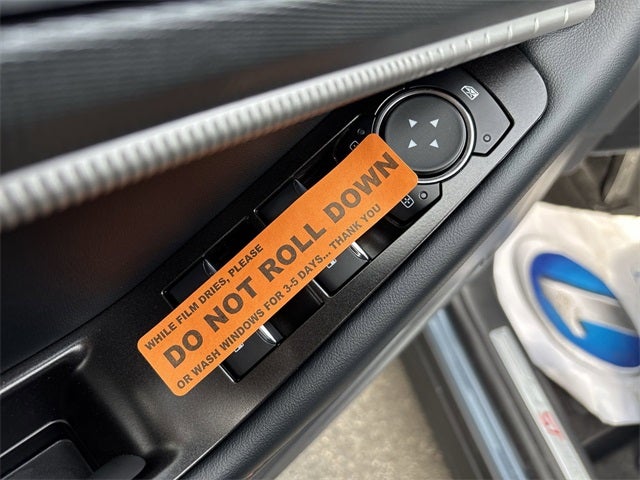 WHILE FILM DRIES, PLEASE
DO NOT ROLL DOWN
OR WASH WINDOWS FOR 3-5 DAYS... THANK YOU